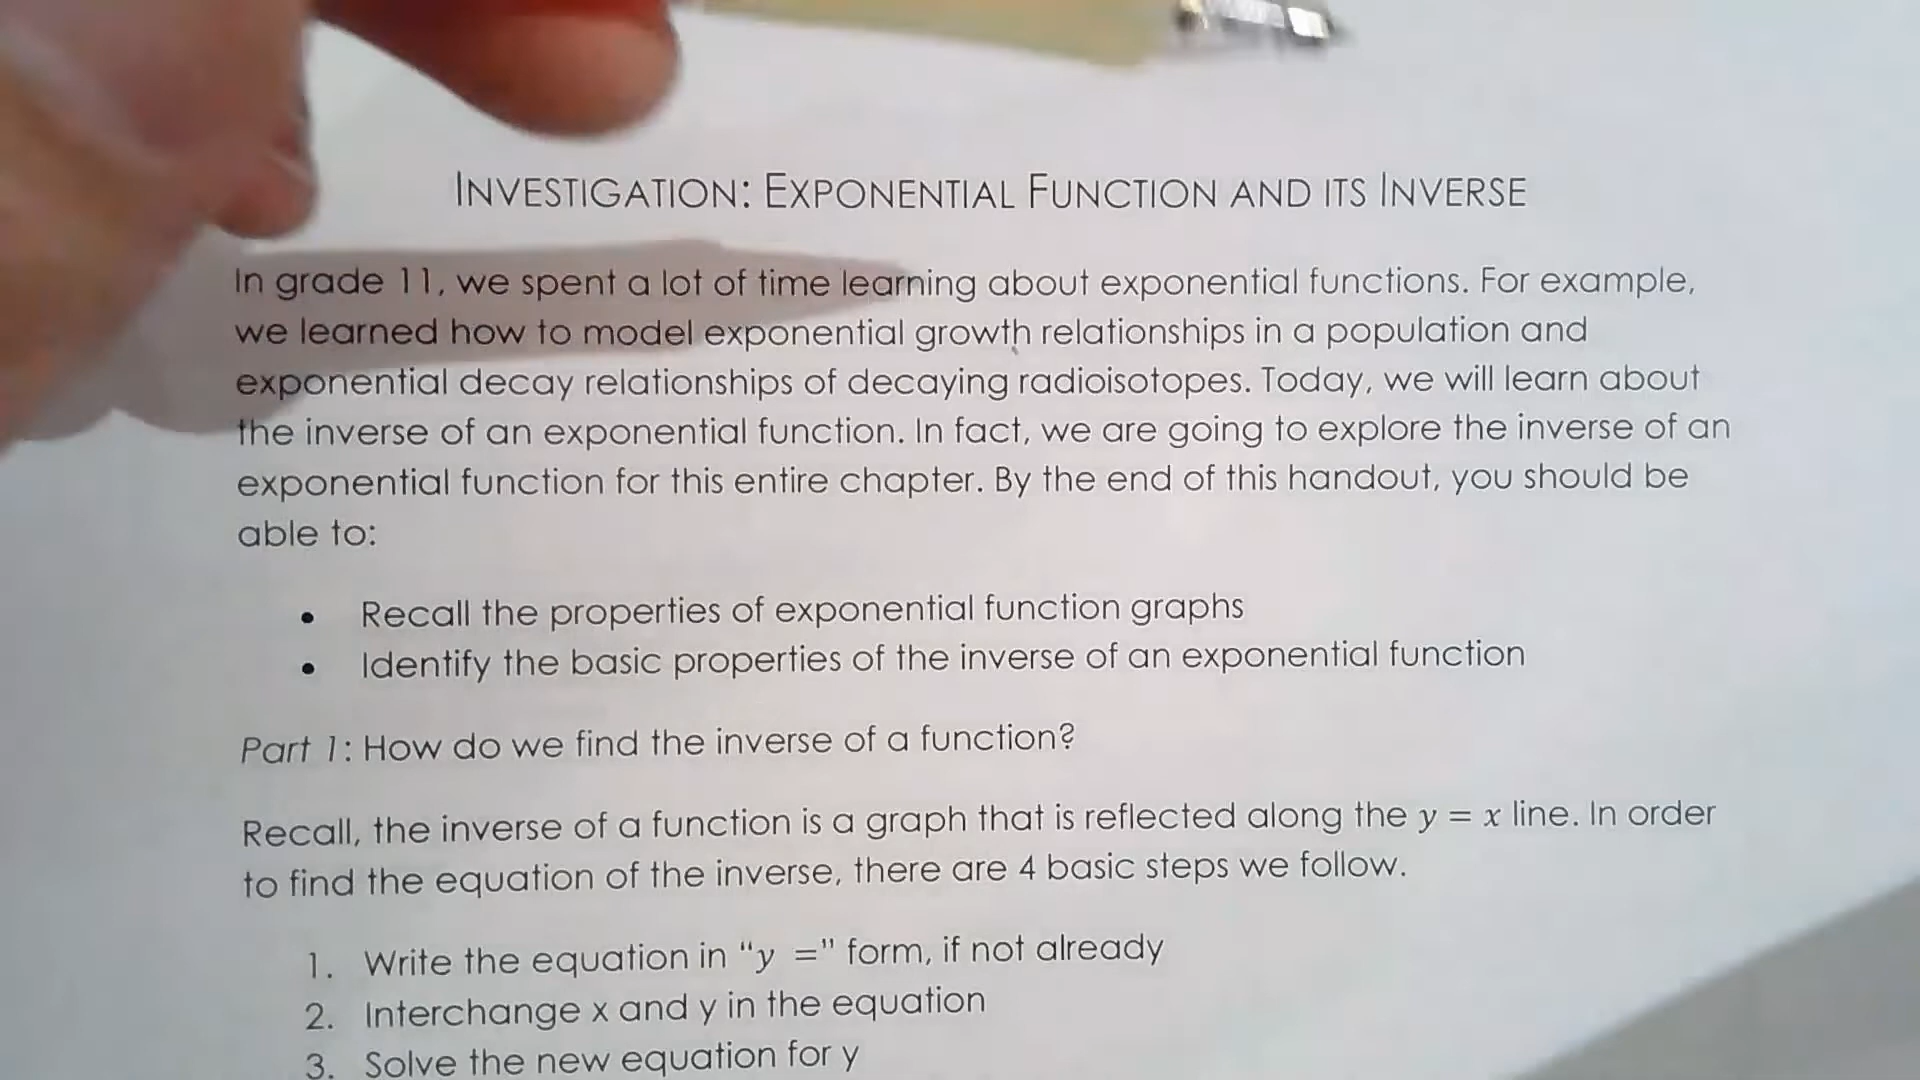 INVESTIGATION: EXPONENTIAL FUNCTION AND ITS INVERSE
In grade 11, we spent a lot of time learning about exponential functions. For example,
we learned how to model exponential growth relationships in a population and
exponential decay relationships of decaying radioisotopes. Today, we will learn about
the inverse of an exponential function. In fact, we are going to explore the inverse of an
exponential function for this entire chapter. By the end of this handout, you should be
able to:
• Recall the properties of exponential function graphs
• Identify the basic properties of the inverse of an exponential function
Part 1: How do we find the inverse of a function?
Recall, the inverse of a function is a graph that is reflected along the y = x line. In order
to find the equation of the inverse, there are 4 basic steps we follow.
1. Write the equation in “y =” form, if not already
2. Interchange x and y in the equation
3. Solve the new equation for y